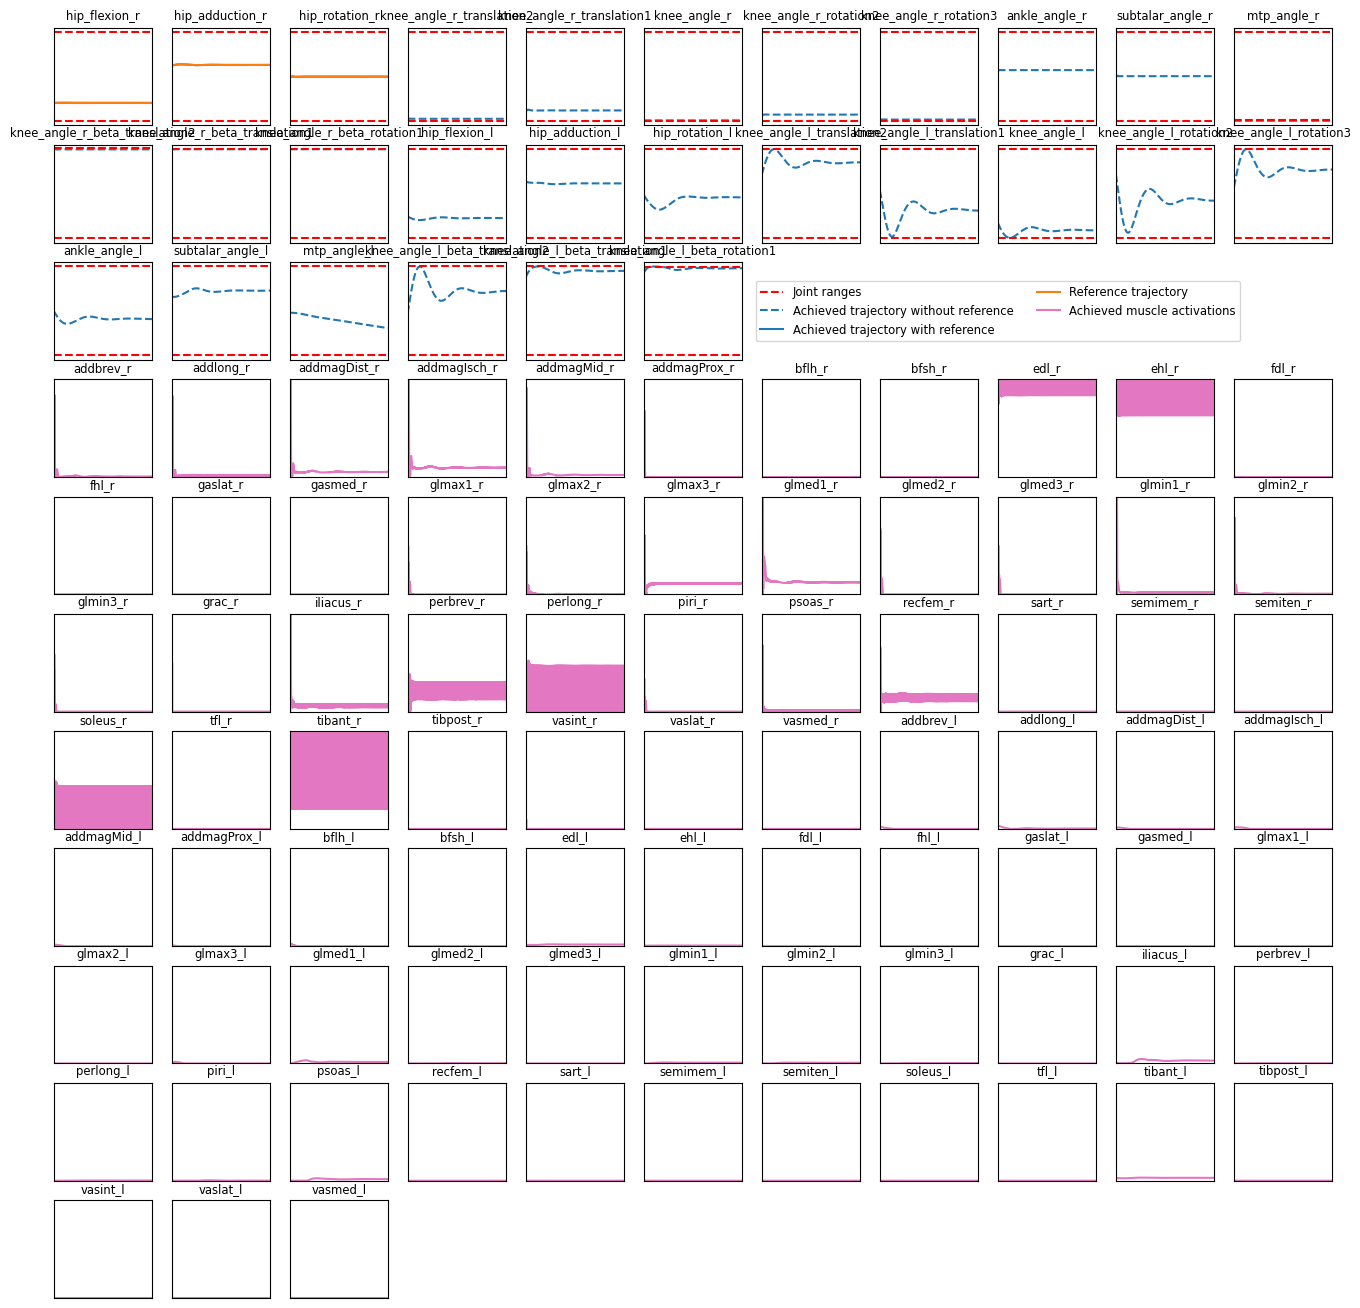 hip_flexion_r hip_adduction_r hip_rotation_r knee_angle_r_translation2 knee_angle_r_translation1 knee_angle_r knee_angle_r_rotation2 knee_angle_r_rotation3 ankle_angle_r subtalar_angle_r mtp_angle_r
knee_angle_r_beta_translation2 knee_angle_r_beta_translation1 knee_angle_r_beta_rotation1 hip_flexion_l hip_adduction_l hip_rotation_l knee_angle_l_translation2 knee_angle_l_translation1 knee_angle_l knee_angle_l_rotation2 knee_angle_l_rotation3
ankle_angle_l subtalar_angle_l mtp_angle_l knee_angle_l_beta_translation2 knee_angle_l_beta_translation1 knee_angle_l_beta_rotation1
Joint ranges
Achieved trajectory without reference
Achieved trajectory with reference
Reference trajectory
Achieved muscle activations
addbrev_r addlong_r addmagDist_r addmagIsch_r addmagMid_r addmagProx_r bflh_r bfsh_r edl_r ehl_r fdl_r
fhl_r gaslat_r gasmed_r glmax1_r glmax2_r glmax3_r glmed1_r glmed2_r glmed3_r glmin1_r glmin2_r
glmin3_r grac_r iliacus_r perbrev_r perlong_r piri_r psoas_r recfem_r sart_r semimem_r semiten_r
soleus_r tfl_r tibant_r tibpost_r vasint_r vaslat_r vasmed_r addbrev_l addlong_l addmagDist_l addmagIsch_l
addmagMid_l addmagProx_l bflh_l bfsh_l edl_l ehl_l fdl_l fhl_l gaslat_l gasmed_l glmax1_l
glmax2_l glmax3_l glmed1_l glmed2_l glmed3_l glmin1_l glmin2_l glmin3_l grac_l iliacus_l perbrev_l
perlong_l piri_l psoas_l recfem_l sart_l semimem_l semiten_l soleus_l tfl_l tibant_l tibpost_l
vasint_l vaslat_l vasmed_l